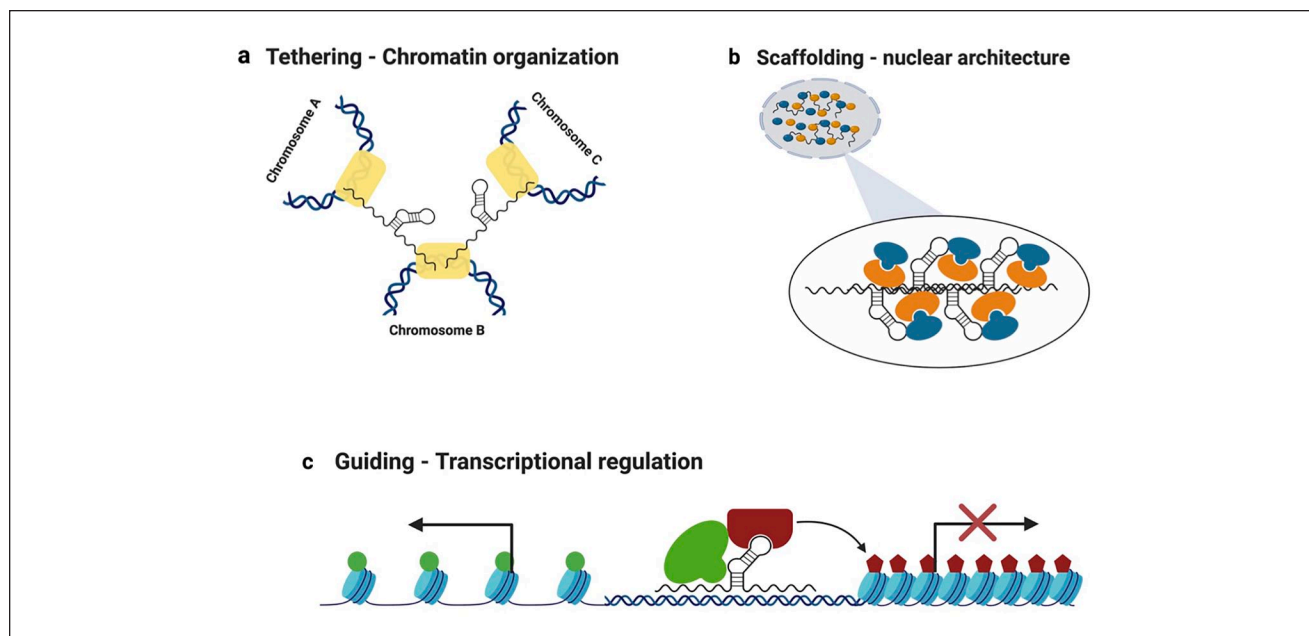 a Tethering - Chromatin organization
Chromosome A
Chromosome C
Chromosome B
b Scaffolding - nuclear architecture
c Guiding - Transcriptional regulation